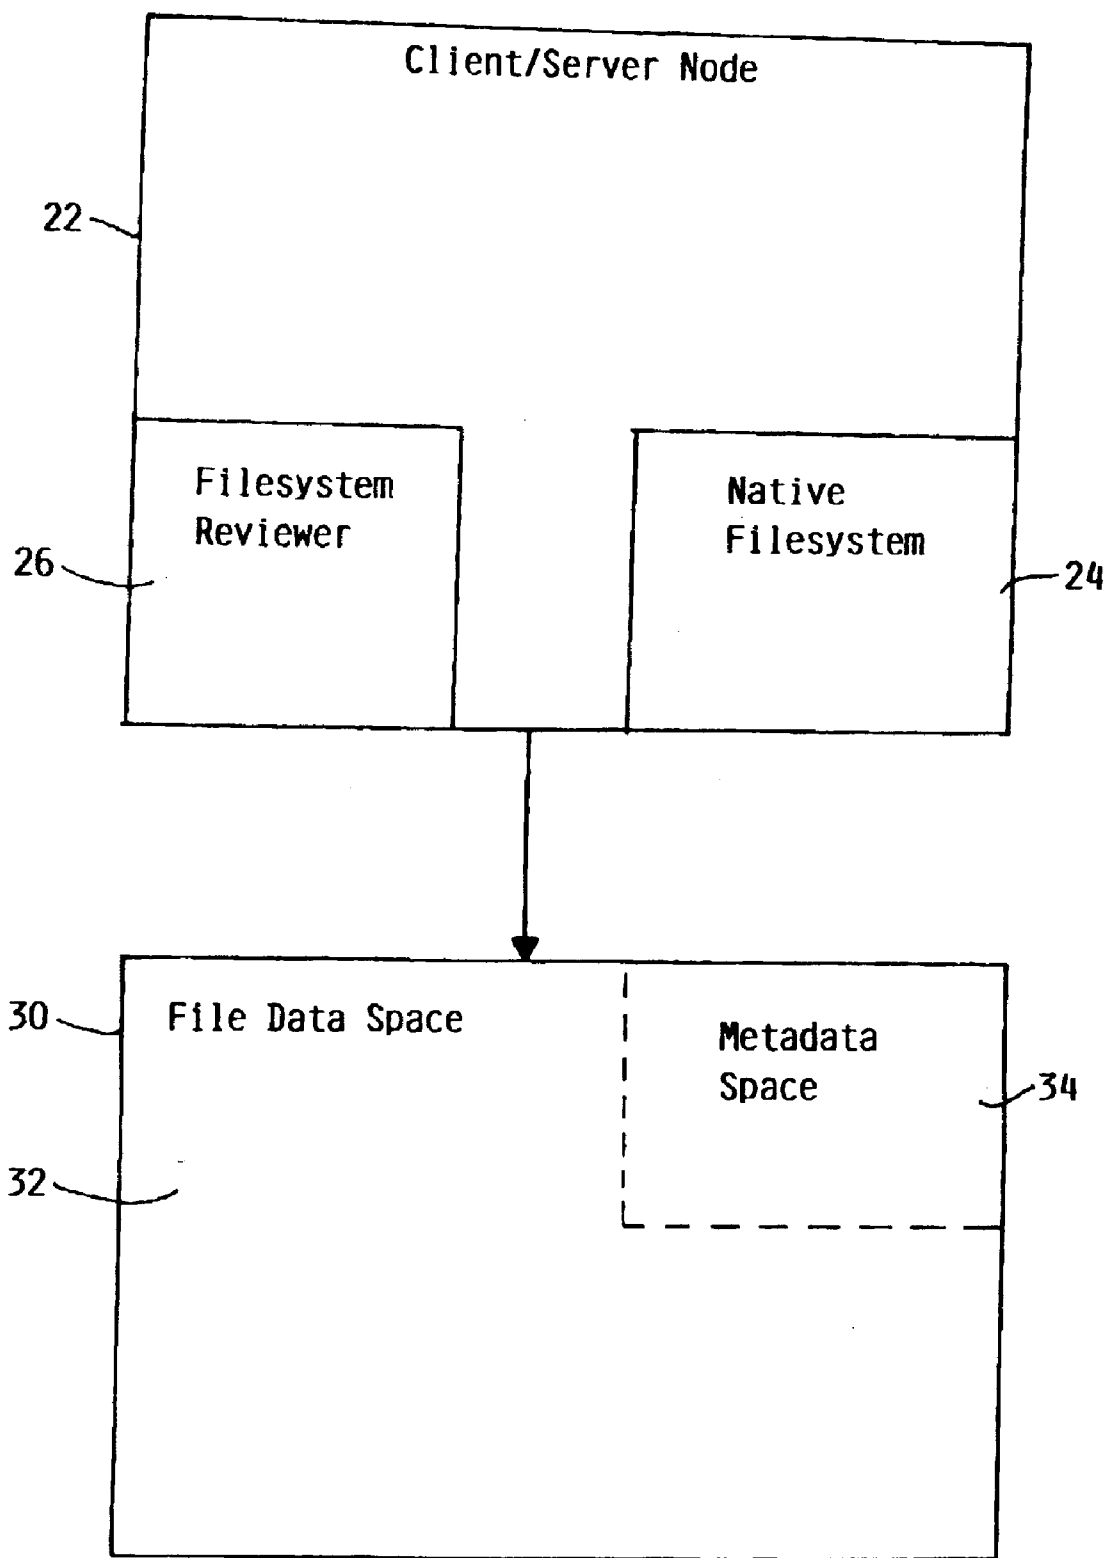 Client/Server Node
22
Filesystem
Reviewer
Native
Filesystem
26
24
30
File Data Space
Metadata
Space
34
32